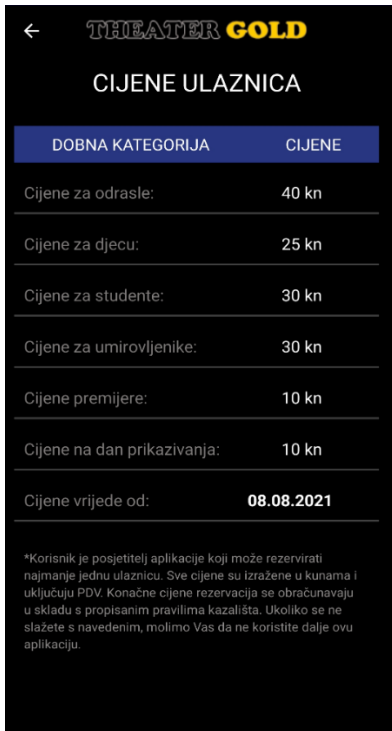 THEATER GOLD
CIJENE ULAZNICA
DOBNA KATEGORIJA CIJENE
Cijene za odrasle: 40 kn
Cijene za djecu: 25 kn
Cijene za studente: 30 kn
Cijene za umirovljenike: 30 kn
Cijene premijere: 10 kn
Cijene na dan prikazivanja: 10 kn
Cijene vrijede od: 08.08.2021
*Korisnik je posjetitelj aplikacije koji može rezervirati
najmanje jednu ulaznicu. Sve cijene su izražene u kunama i
uključuju PDV. Konačne cijene rezervacija se obračunavaju
u skladu s propisanim pravilima kazališta. Ukoliko se ne
slažete s navedenim, molimo Vas da ne koristite dalje ovu
aplikaciju.